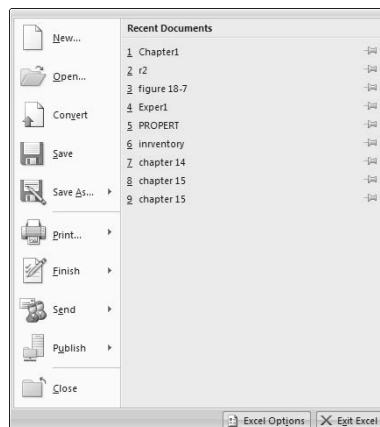 New...
Open...
Convert
Save
Save As...
Print...
Finish
Send
Publish
Close
Recent Documents
1 Chapter1
2 r2
3 figure 18-7
4 Exper1
5 PROPERT
6 inrventory
7 chapter 14
8 chapter 15
9 chapter 15
Excel Options
Exit Excel